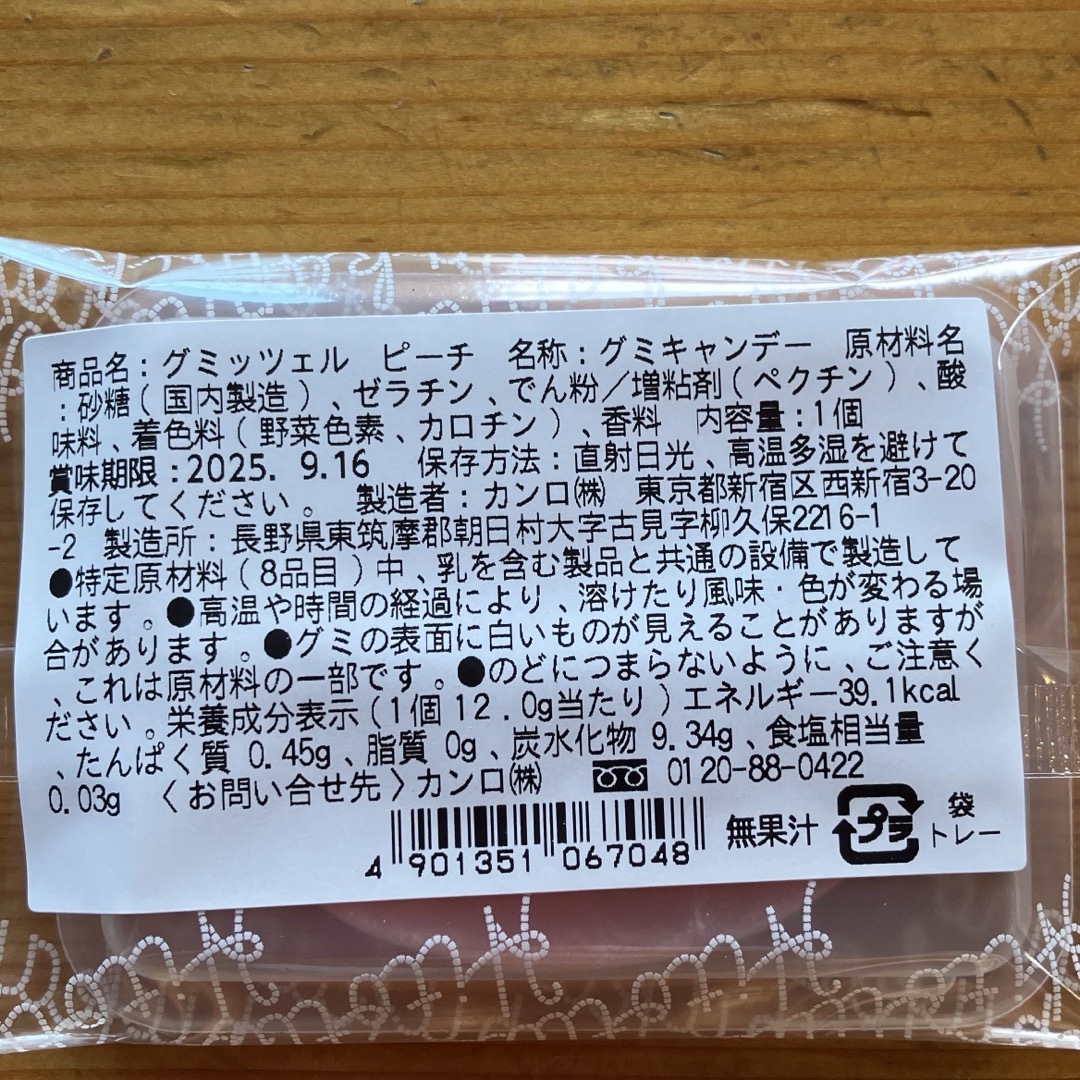 商品名：グミッツェル ピーチ 名称：グミキャンデー 原材料名
：砂糖（国内製造）、ゼラチン、でん粉／増粘剤（ペクチン）、酸
味料、着色料（野菜色素、カロチン）、香料 内容量：1個
賞味期限：2025. 9.16 保存方法：直射日光、高温多湿を避けて
保存してください。 製造者：カンロ㈱ 東京都新宿区西新宿3-20
-2 製造所：長野県東筑摩郡朝日村大字古見字柳久保2216-1
●特定原材料（8品目）中、乳を含む製品と共通の設備で製造して
います。●高温や時間の経過により、溶けたり風味・色が変わる場
合があります。●グミの表面に白いものが見えることがありますが
、これは原材料の一部です。●のどにつまらないように、ご注意く
ださい。栄養成分表示（1個12.0g当たり）エネルギー39.1kcal
、たんぱく質 0.45g、脂質 0g、炭水化物 9.34g、食塩相当量
0.03g 〈お問い合せ先〉カンロ㈱ 0120-88-0422
4 901351 067048
無果汁
プラ
袋
トレー